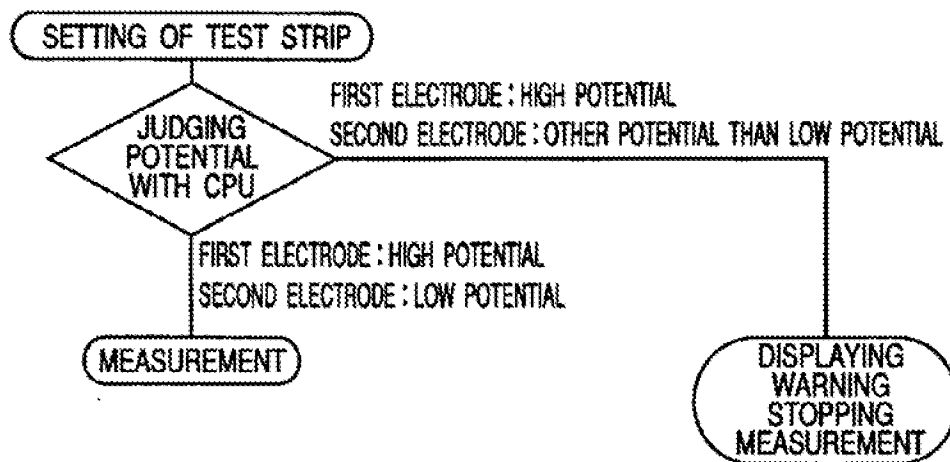 SETTING OF TEST STRIP
JUDGING
POTENTIAL
WITH CPU
FIRST ELECTRODE : HIGH POTENTIAL
SECOND ELECTRODE : OTHER POTENTIAL THAN LOW POTENTIAL
FIRST ELECTRODE : HIGH POTENTIAL
SECOND ELECTRODE : LOW POTENTIAL
MEASUREMENT
DISPLAYING
WARNING
STOPPING
MEASUREMENT